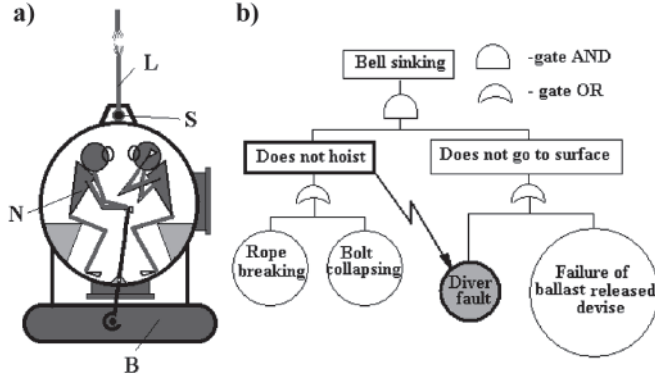 a)
L
S
N
B
b)
Bell sinking
-gate AND
- gate OR
Does not hoist
Does not go to surface
Rope
breaking
Bolt
collapsing
Diver
fault
Failure of
ballast released
devise